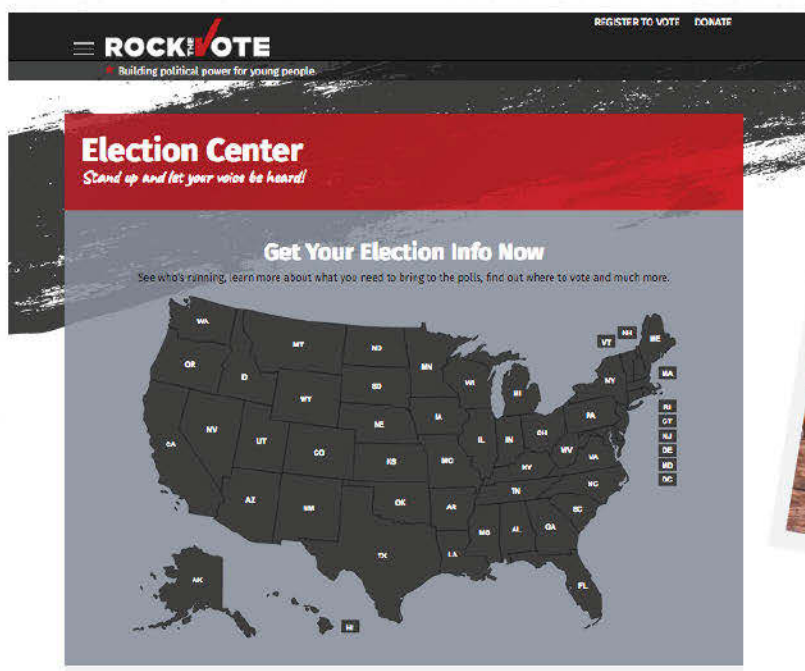 REGISTER TO VOTE DONATE
ROCK THE VOTE
Building political power for young people
Election Center
Stand up and let your voice be heard!
Get Your Election Info Now
See who's running, learn more about what you need to bring to the polls, find out where to vote and much more.
WA
MT
ND
MN
VT
NH
ME
OR
ID
SD
WI
MI
NY
MA
WY
NE
IA
PA
RI
CT
NJ
DE
MD
DC
NV
UT
CO
KS
MO
IL
IN
OH
WV
VA
CA
KY
NC
AZ
NM
OK
AR
TN
SC
MS
AL
GA
TX
LA
FL
AK
HI